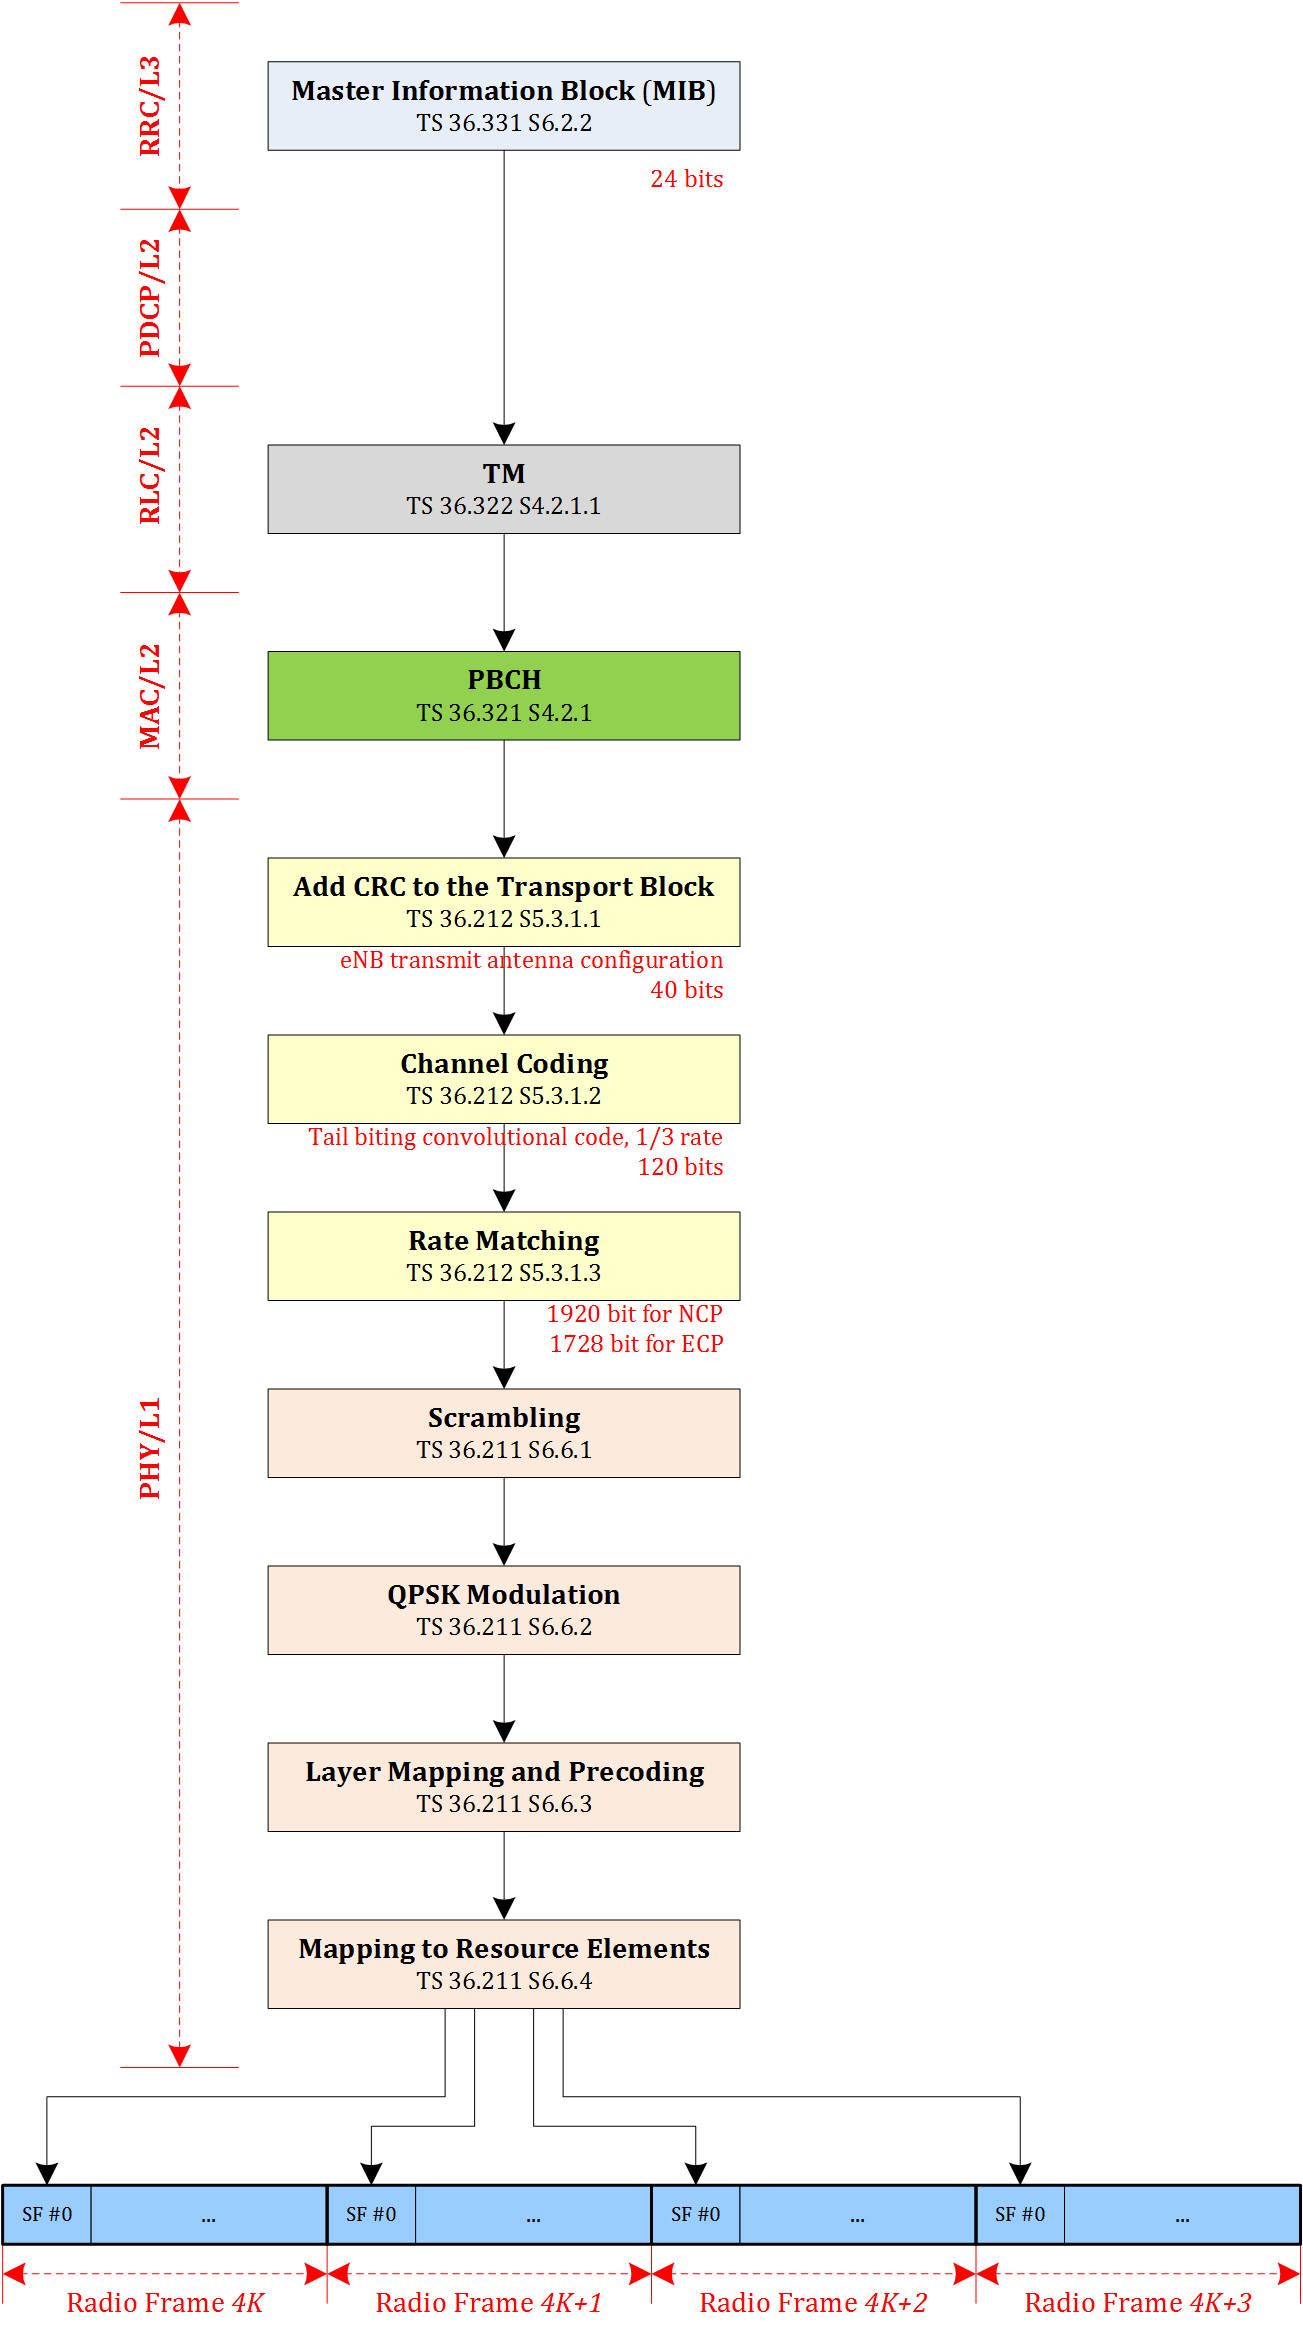 RRC/L3
Master Information Block (MIB)
TS 36.331 S6.2.2
24 bits
PDCP/L2
RLC/L2
TM
TS 36.322 S4.2.1.1
MAC/L2
PBCH
TS 36.321 S4.2.1
PHY/L1
Add CRC to the Transport Block
TS 36.212 S5.3.1.1
eNB transmit antenna configuration
40 bits
Channel Coding
TS 36.212 S5.3.1.2
Tail biting convolutional code, 1/3 rate
120 bits
Rate Matching
TS 36.212 S5.3.1.3
1920 bit for NCP
1728 bit for ECP
Scrambling
TS 36.211 S6.6.1
QPSK Modulation
TS 36.211 S6.6.2
Layer Mapping and Precoding
TS 36.211 S6.6.3
Mapping to Resource Elements
TS 36.211 S6.6.4
SF #0 ... SF #0 ... SF #0 ... SF #0 ...
Radio Frame 4K Radio Frame 4K+1 Radio Frame 4K+2 Radio Frame 4K+3